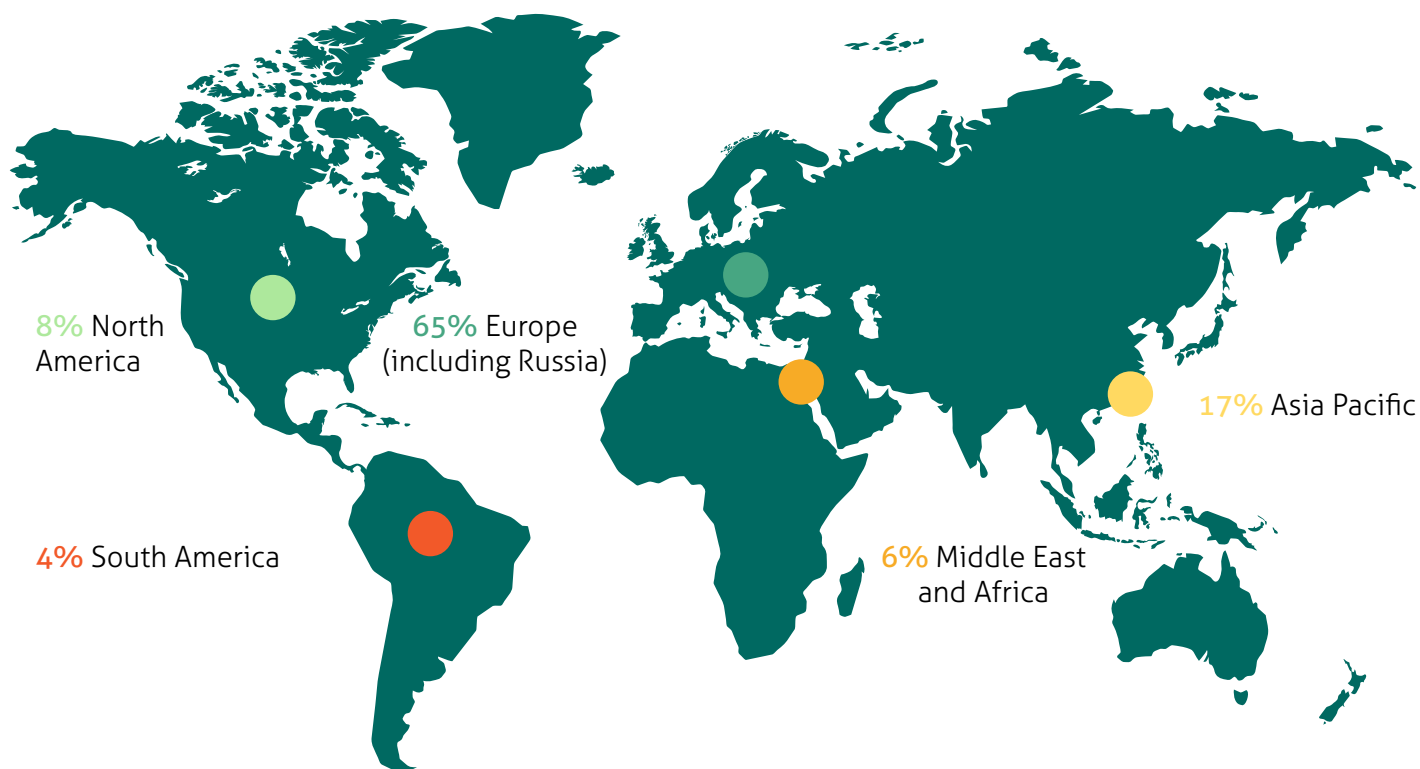 8% North
America
65% Europe
(including Russia)
17% Asia Pacific
4% South America
6% Middle East
and Africa